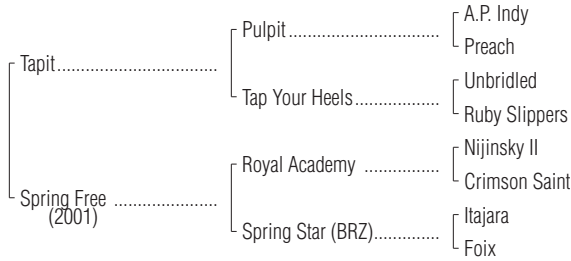 A.P. Indy
Pulpit
Preach
Tapit
Unbridled
Tap Your Heels
Ruby Slippers
Nijinsky II
Royal Academy
Crimson Saint
Spring Free
(2001)
Itajara
Spring Star (BRZ)
Foix